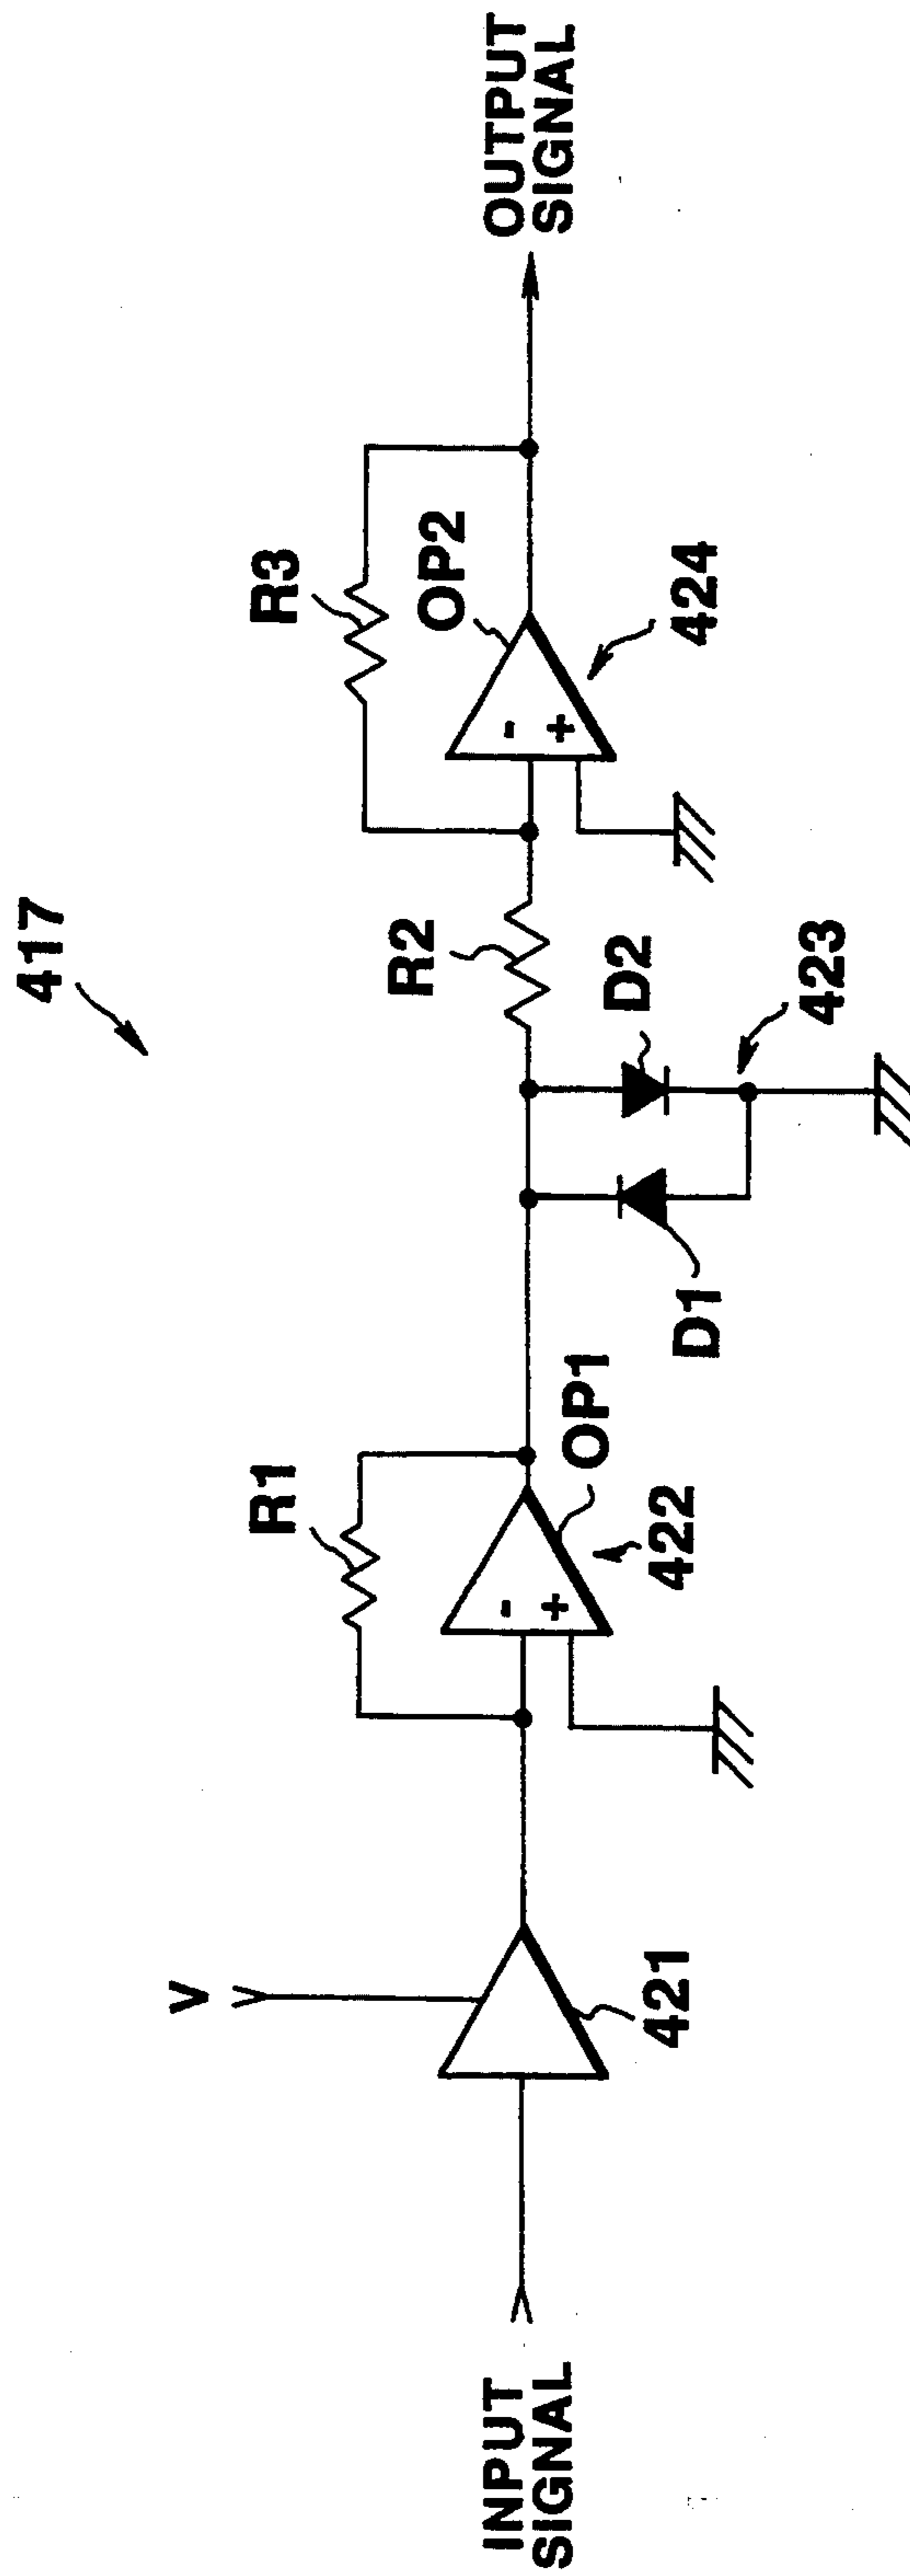 417
INPUT
SIGNAL
V
421
R1
-
+
OP1
422
D1
D2
423
R2
R3
-
+
OP2
424
OUTPUT
SIGNAL